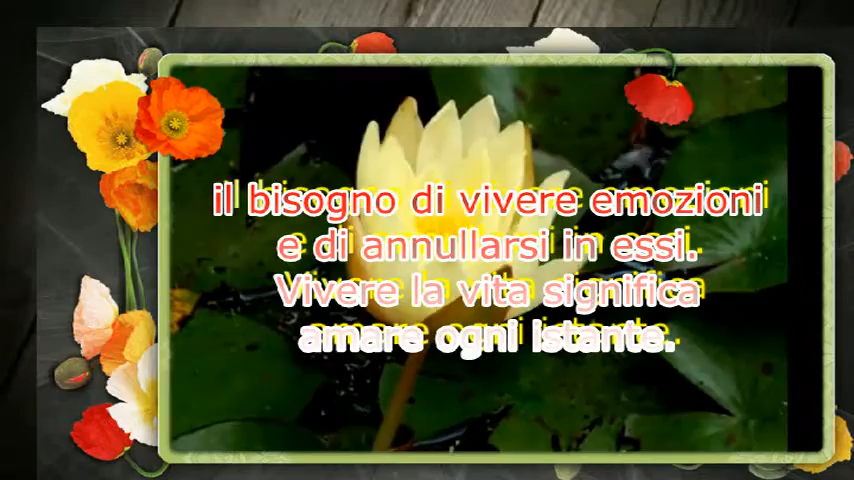 il bisogno di vivere emozioni
e di annullarsi in essi.
Vivere la vita significa
amare ogni istante.